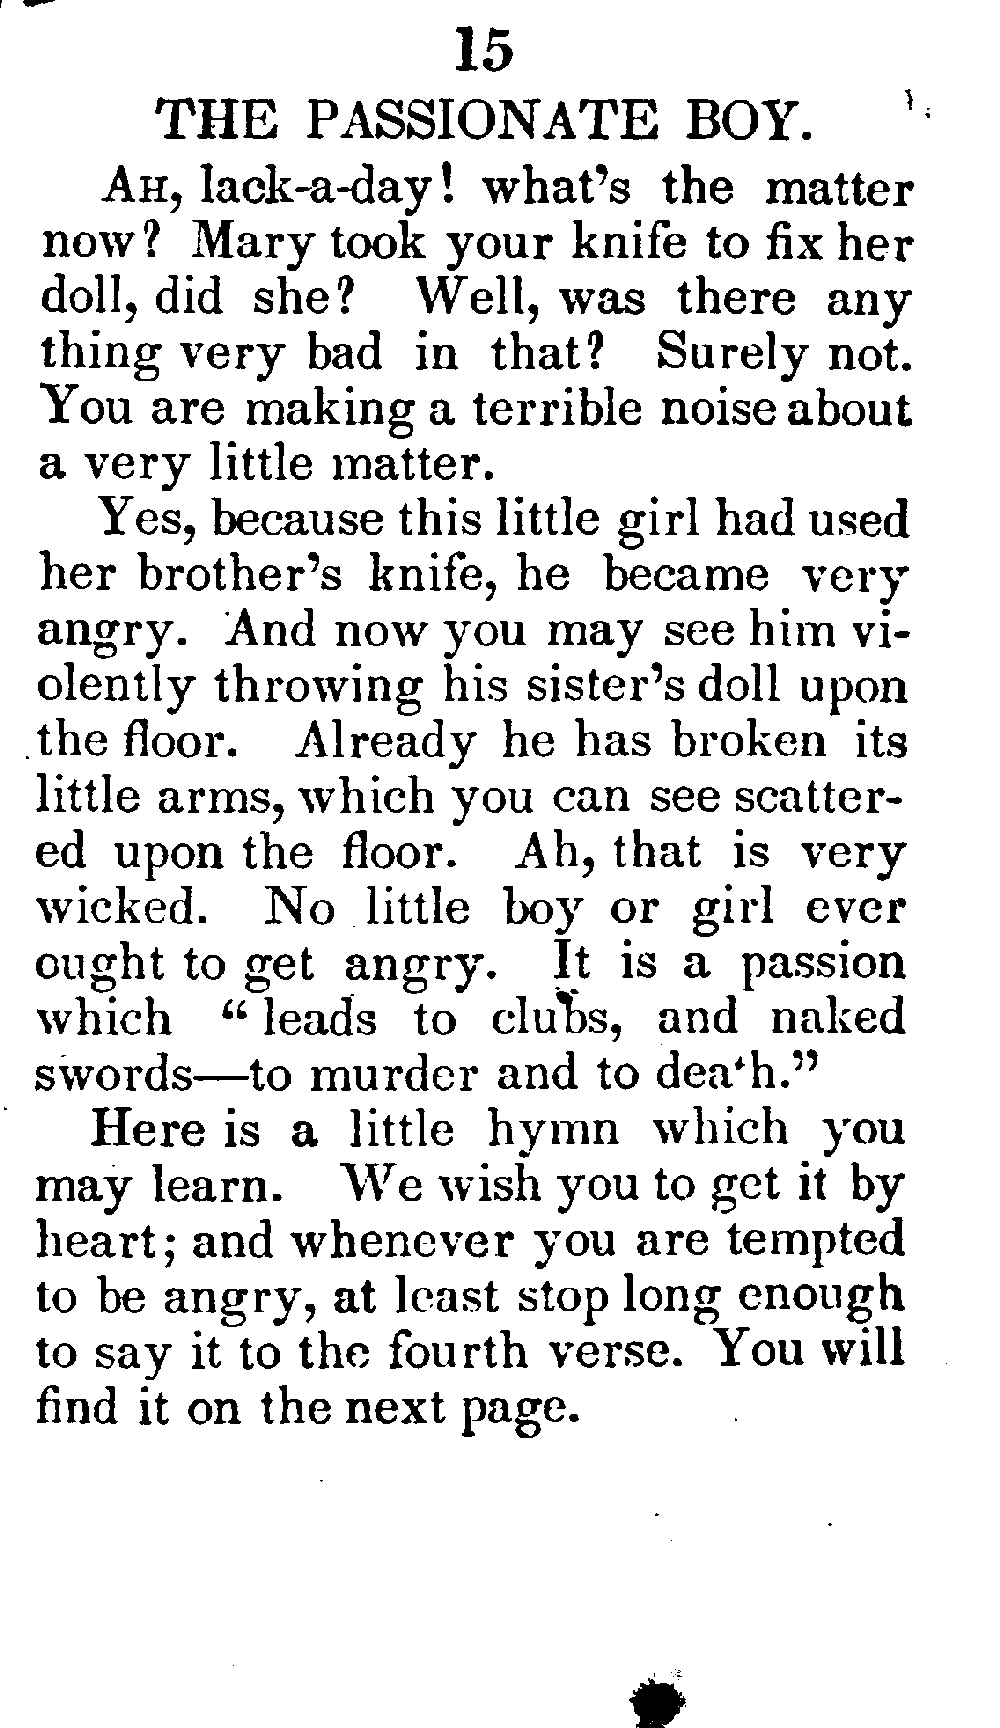 15
THE PASSIONATE BOY.
AH, lack-a-day! what's the matter
now? Mary took your knife to fix her
doll, did she? Well, was there any
thing very bad in that? Surely not.
You are making a terrible noise about
a very little matter.
Yes, because this little girl had used
her brother's knife, he became very
angry. And now you may see him vi-
olently throwing his sister's doll upon
the floor. Already he has broken its
little arms, which you can see scatter-
ed upon the floor. Ah, that is very
wicked. No little boy or girl ever
ought to get angry. It is a passion
which “ leads to clubs, and naked
swords—to murder and to death.”
Here is a little hymn which you
may learn. We wish you to get it by
heart; and whenever you are tempted
to be angry, at least stop long enough
to say it to the fourth verse. You will
find it on the next page.